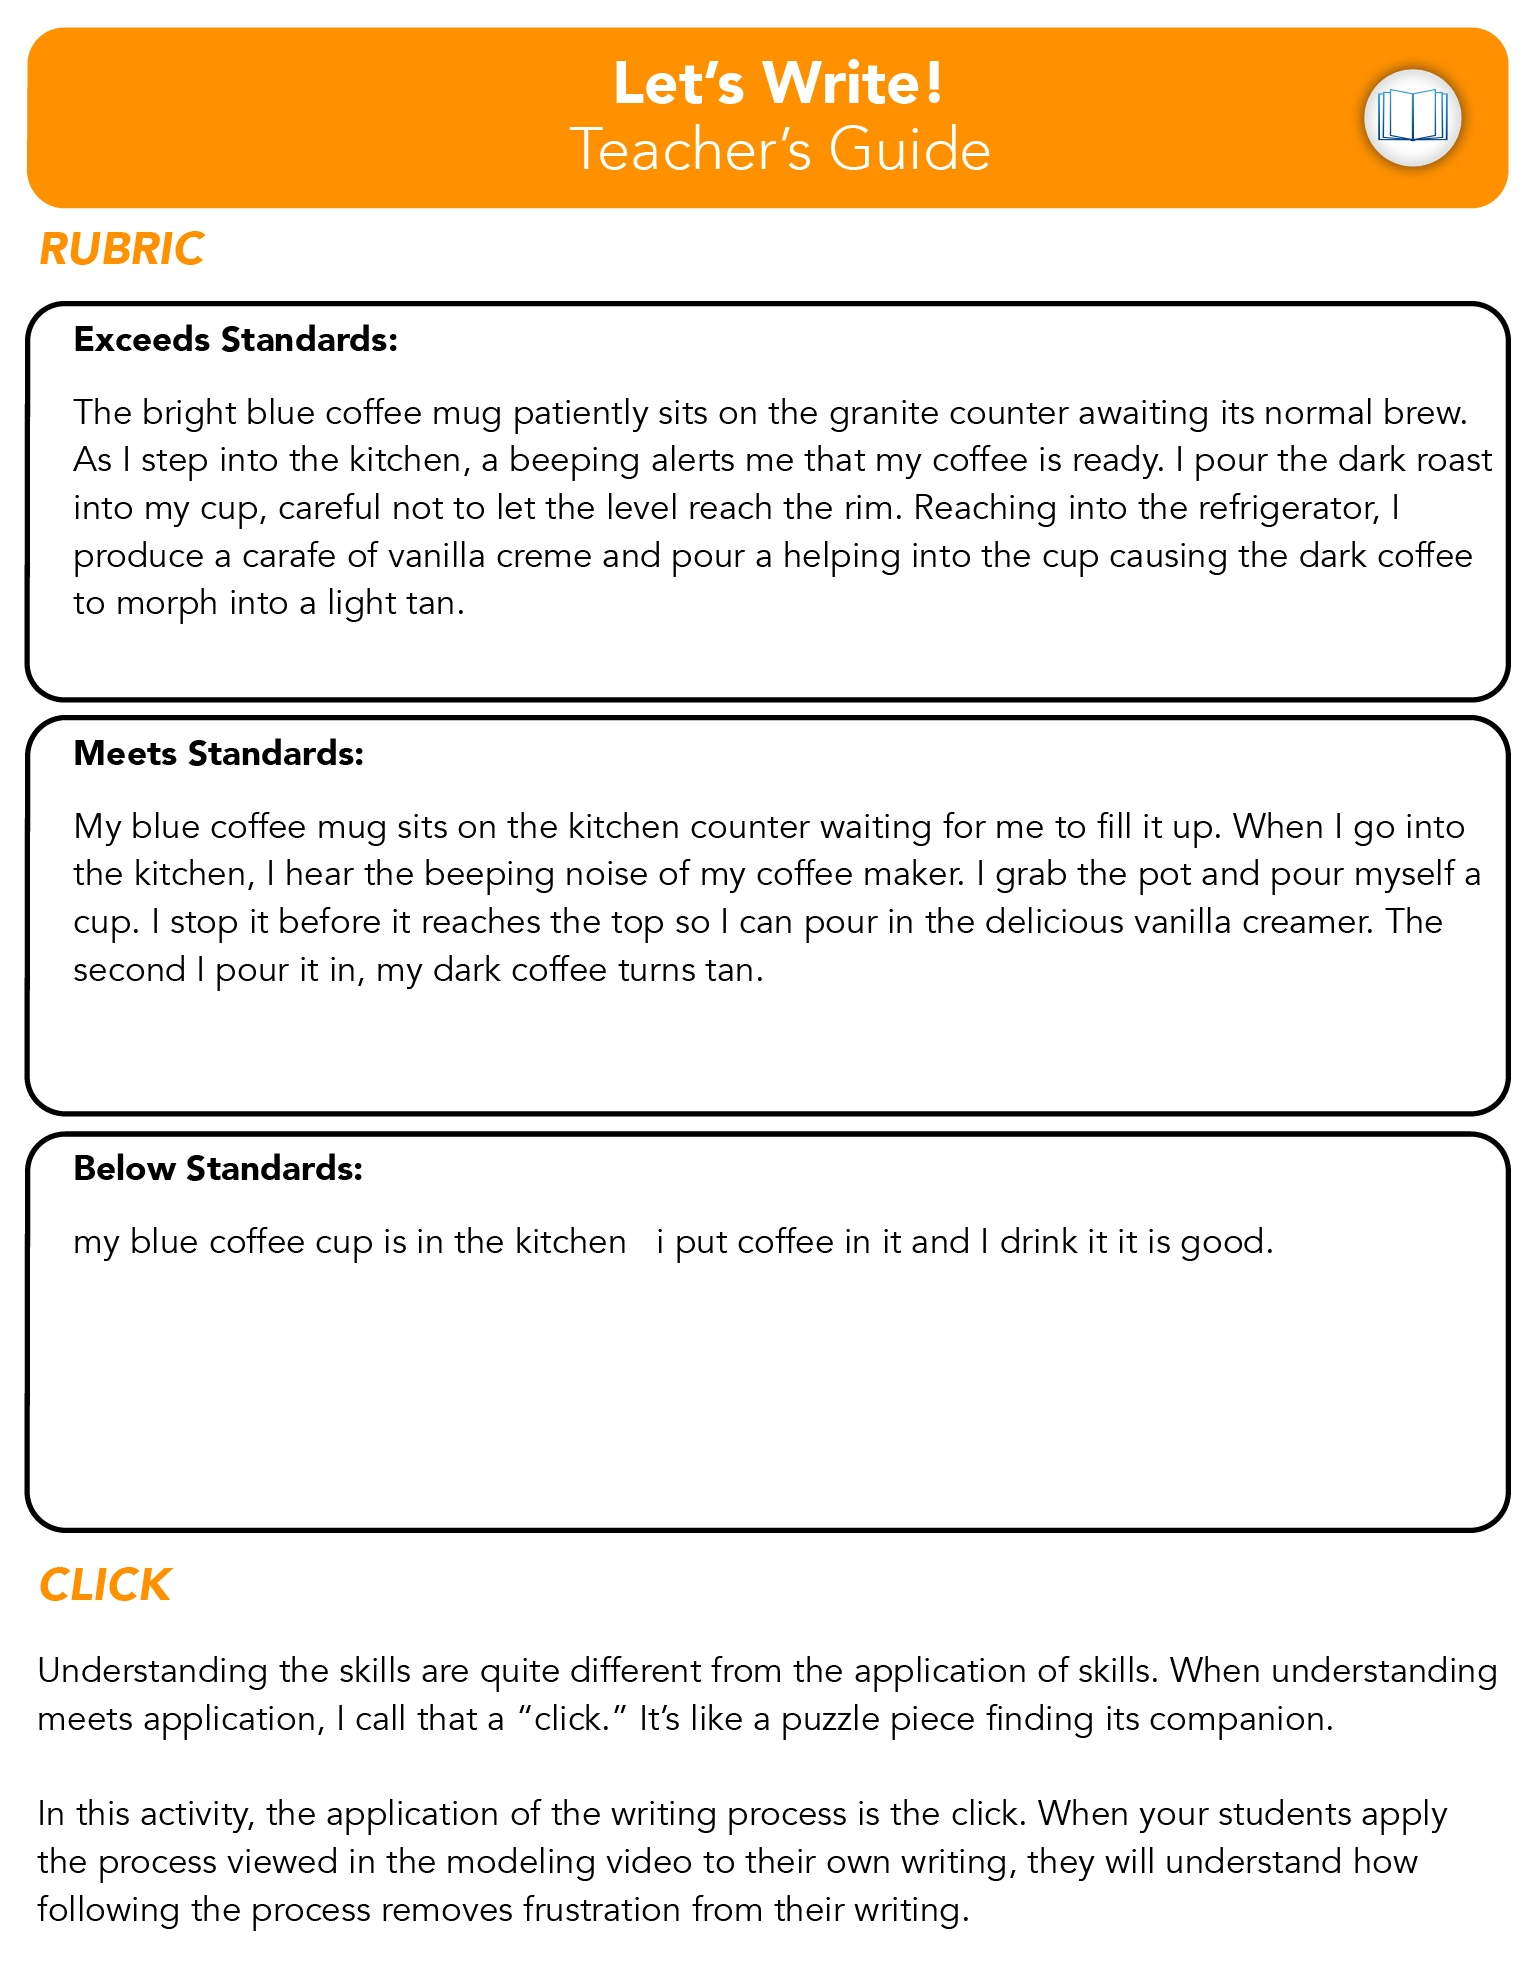 Let's Write!
Teacher's Guide
RUBRIC
Exceeds Standards:
The bright blue coffee mug patiently sits on the granite counter awaiting its normal brew.
As I step into the kitchen, a beeping alerts me that my coffee is ready. I pour the dark roast
into my cup, careful not to let the level reach the rim. Reaching into the refrigerator, I
produce a carafe of vanilla creme and pour a helping into the cup causing the dark coffee
to morph into a light tan.
Meets Standards:
My blue coffee mug sits on the kitchen counter waiting for me to fill it up. When I go into
the kitchen, I hear the beeping noise of my coffee maker. I grab the pot and pour myself a
cup. I stop it before it reaches the top so I can pour in the delicious vanilla creamer. The
second I pour it in, my dark coffee turns tan.
Below Standards:
my blue coffee cup is in the kitchen   i put coffee in it and I drink it it is good.
CLICK
Understanding the skills are quite different from the application of skills. When understanding
meets application, I call that a “click.” It’s like a puzzle piece finding its companion.
In this activity, the application of the writing process is the click. When your students apply
the process viewed in the modeling video to their own writing, they will understand how
following the process removes frustration from their writing.